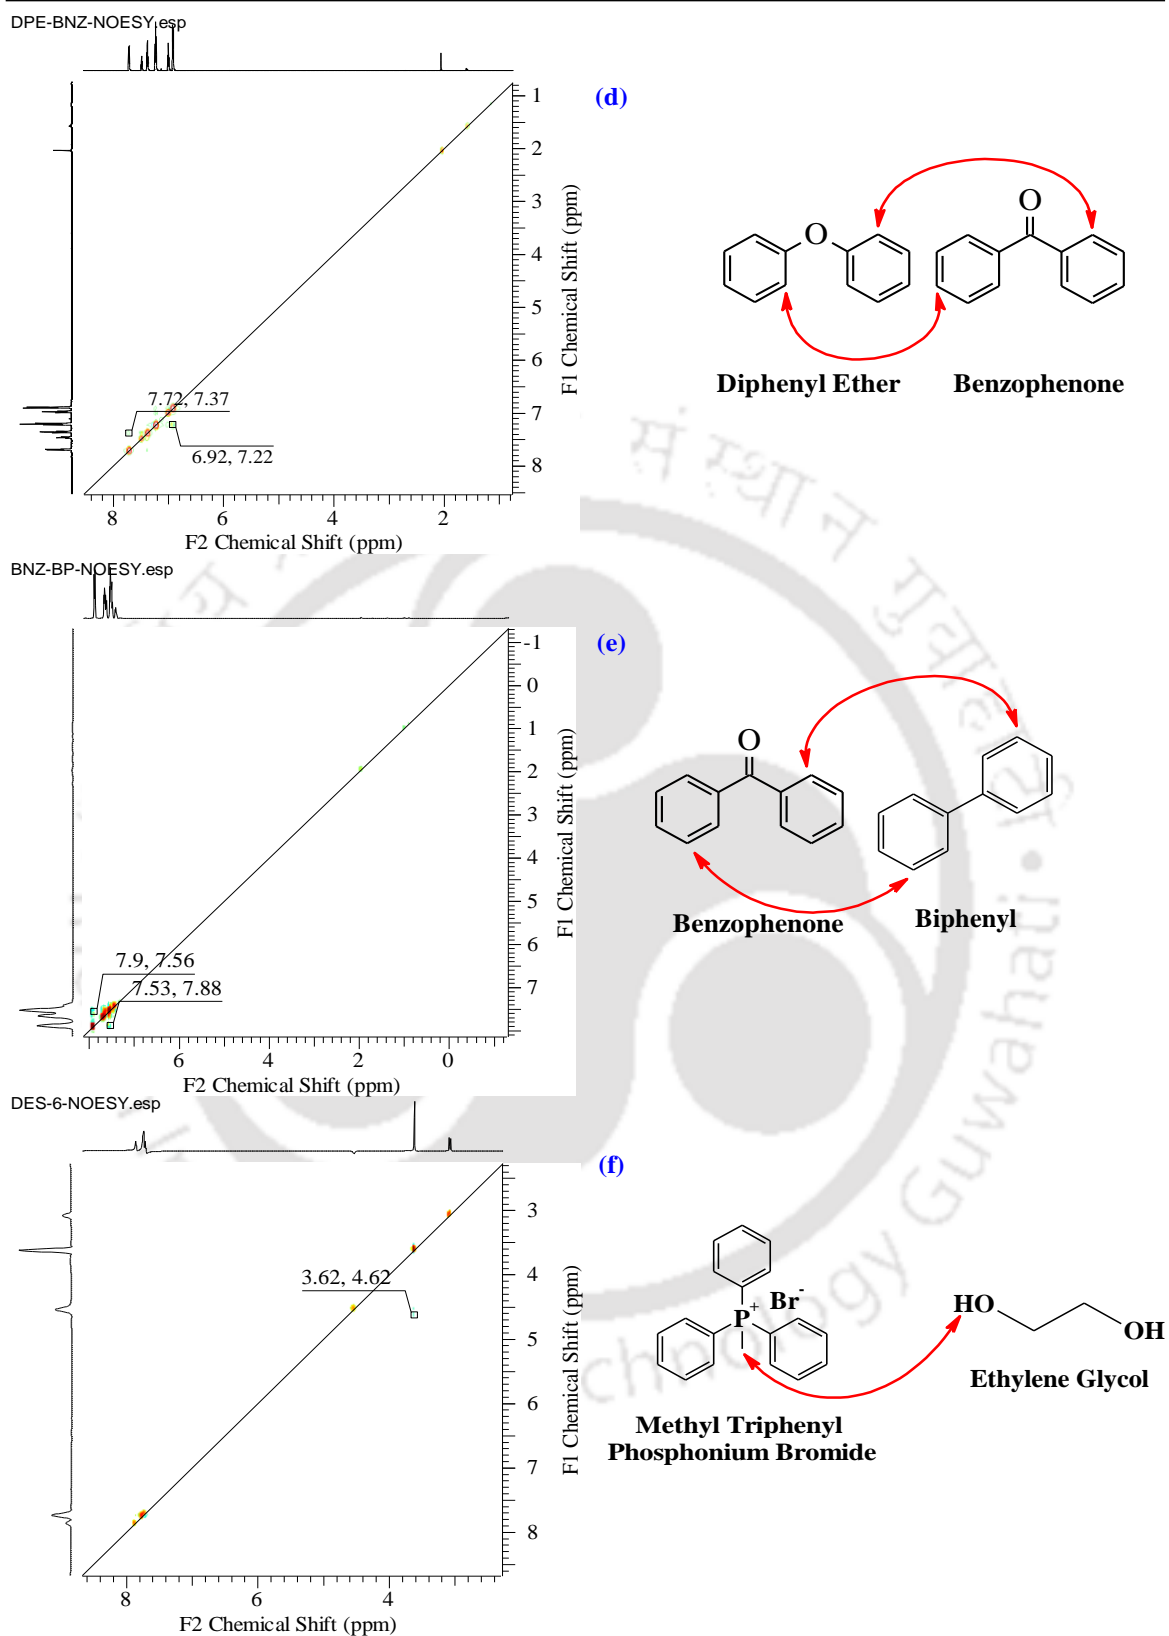 DPE-BNZ-NOESY.esp
(d)
1
2
3
4
5
6
7
8
F1 Chemical Shift (ppm)
7.72, 7.37
6.92, 7.22
8 6 4 2
F2 Chemical Shift (ppm)
O
O
Diphenyl Ether Benzophenone
BNZ-BP-NOESY.esp
(e)
-1
0
1
2
3
4
5
6
7
F1 Chemical Shift (ppm)
7.9, 7.56
7.53, 7.88
6 4 2 0
F2 Chemical Shift (ppm)
O
Benzophenone Biphenyl
DES-6-NOESY.esp
(f)
3
4
5
6
7
8
F1 Chemical Shift (ppm)
3.62, 4.62
8 6 4
F2 Chemical Shift (ppm)
P+ Br-
HO
OH
Ethylene Glycol
Methyl Triphenyl
Phosphonium Bromide
संस्थान गुवाहाटी
chnology Guwahati